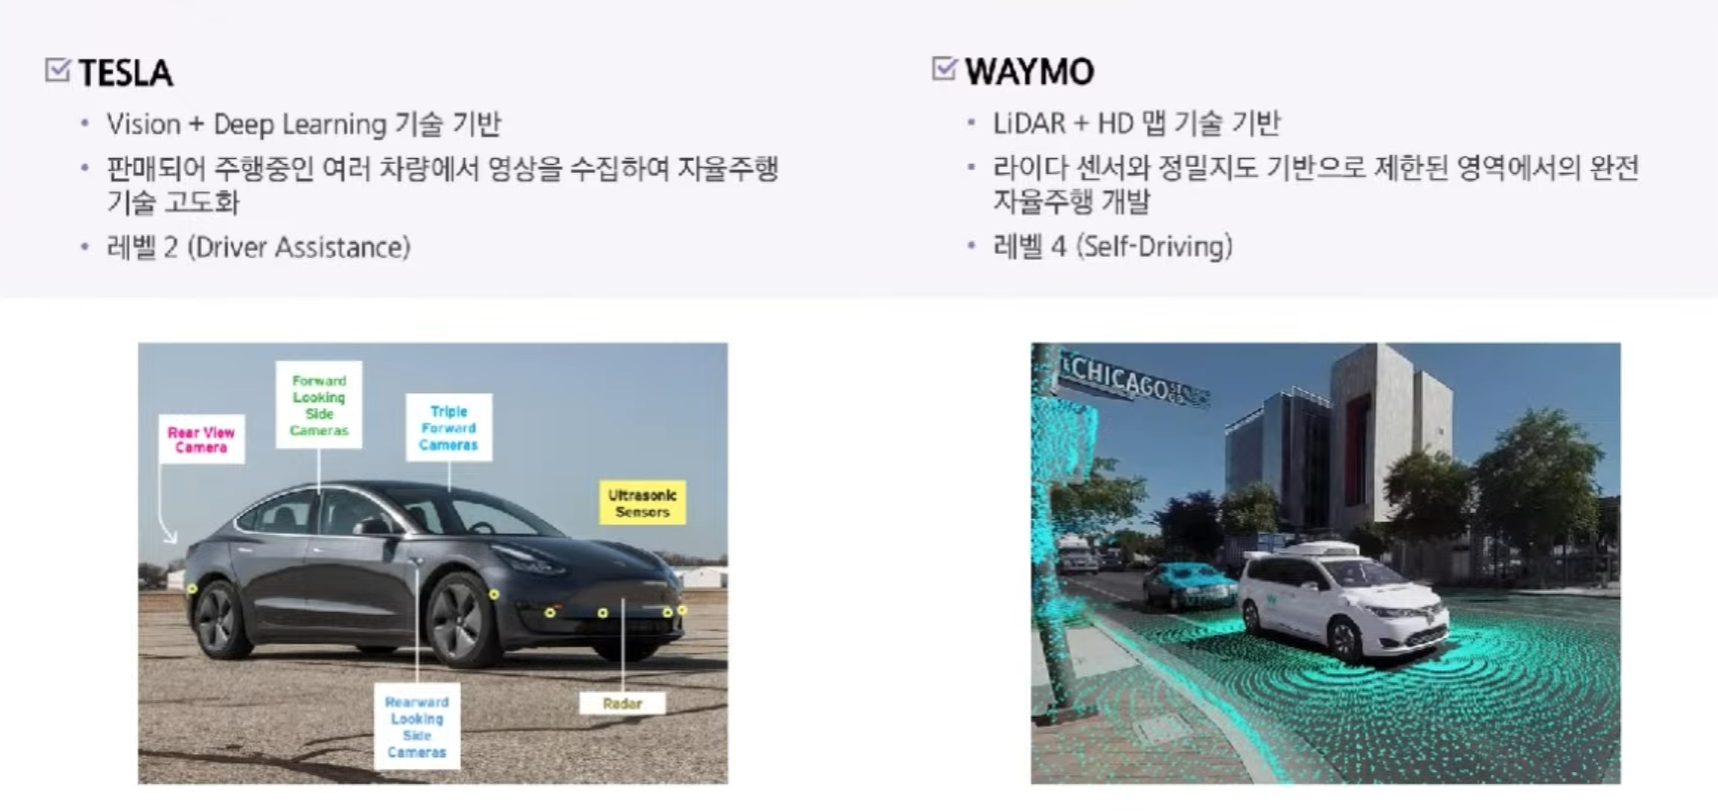 TESLA
Vision + Deep Learning 기술 기반
판매되어 주행중인 여러 차량에서 영상을 수집하여 자율주행
기술 고도화
레벨 2 (Driver Assistance)
WAYMO
LiDAR + HD 맵 기술 기반
라이다 센서와 정밀지도 기반으로 제한된 영역에서의 완전
자율주행 개발
레벨 4 (Self-Driving)
Rear View
Camera
Forward
Looking
Side
Cameras
Triple
Forward
Cameras
Ultrasonic
Sensors
Rearward
Looking
Side
Cameras
Radar
CHICAGO